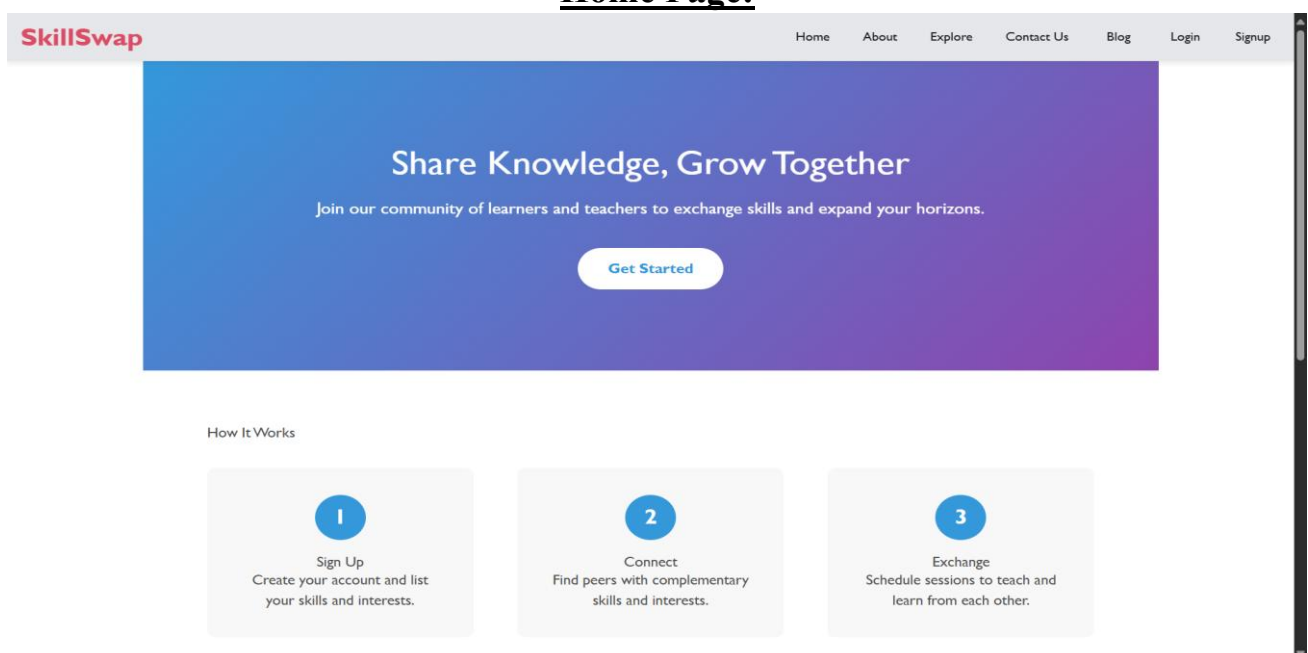 Home Page:
SkillSwap
Home About Explore Contact Us Blog Login Signup
Share Knowledge, Grow Together
Join our community of learners and teachers to exchange skills and expand your horizons.
Get Started
How It Works
1
Sign Up
Create your account and list
your skills and interests.
2
Connect
Find peers with complementary
skills and interests.
3
Exchange
Schedule sessions to teach and
learn from each other.